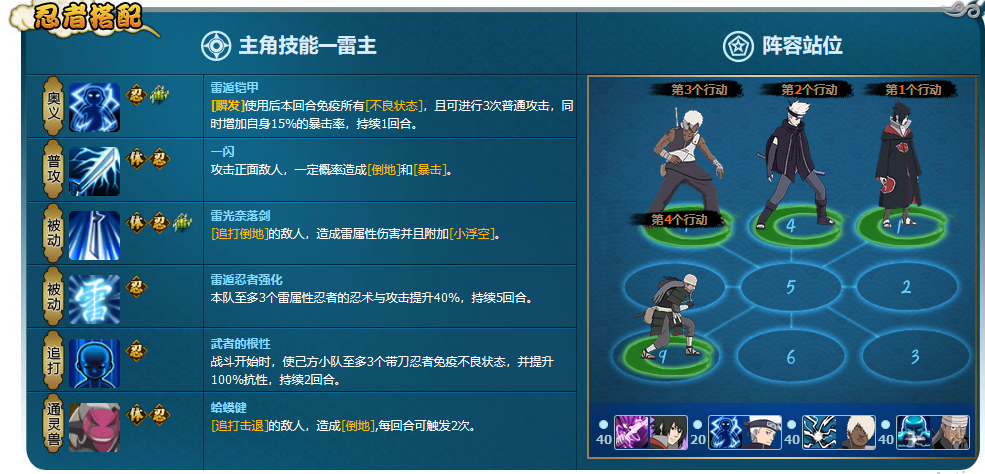 忍者搭配
主角技能—雷主
阵容站位
奥义
雷遁铠甲
[瞬发]使用后本回合免疫所有[不良状态]，且可进行3次普通攻击，同
时增加自身15%的暴击率，持续1回合。
普攻
体 忍
一闪
攻击正面敌人，一定概率造成[倒地]和[暴击]。
被动
体 忍
雷光奈落剑
[追打倒地]的敌人，造成雷属性伤害并且附加[小浮空]。
被动
忍
雷
雷遁忍者强化
本队至多3个雷属性忍者的忍术与攻击提升40%，持续5回合。
追打
忍
武者的根性
战斗开始时，使己方小队至多3个带刀忍者免疫不良状态，并提升
100%抗性，持续2回合。
通灵兽
体 忍
蛤蟆健
[追打击退]的敌人，造成[倒地],每回合可触发2次。
第3个行动
第2个行动
第1个行动
第4个行动
4
1
5
2
9
6
3
40
20
40
40